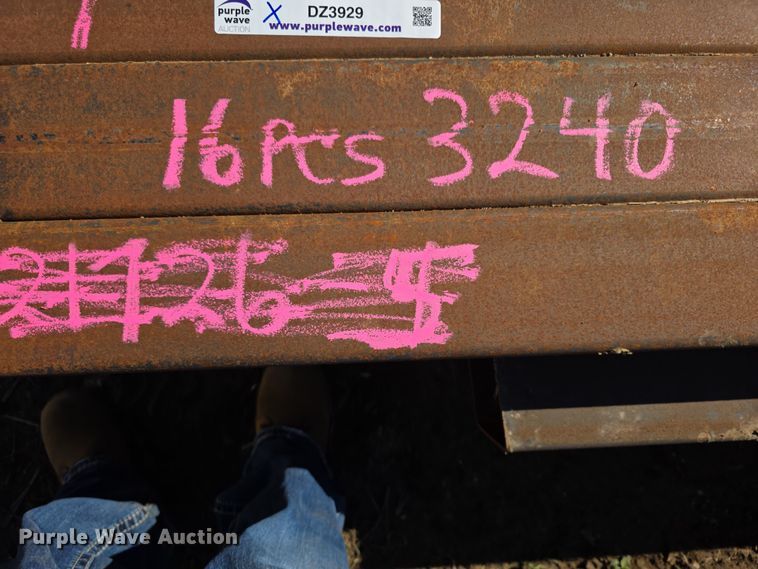 purple
wave
AUCTION
X
DZ3929
www.purplewave.com
16 PCS 3240
Purple Wave Auction